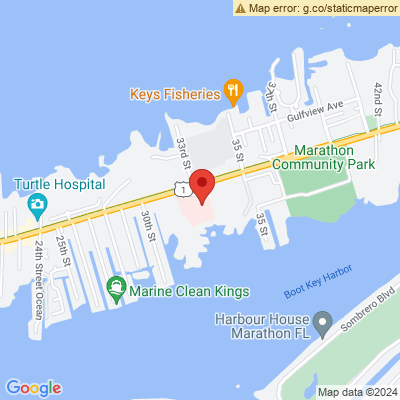 Map error: g.co/staticmaperror
Keys Fisheries
37th St
42nd St
Gulfview Ave
33rd St
35 St
Marathon
Community Park
1
Turtle Hospital
30th St
35 St
25th St
24th Street Ocean
Boot Key Harbor
Marine Clean Kings
Sombrero Blvd
Harbour House
Marathon FL
Google
Map data ©2024